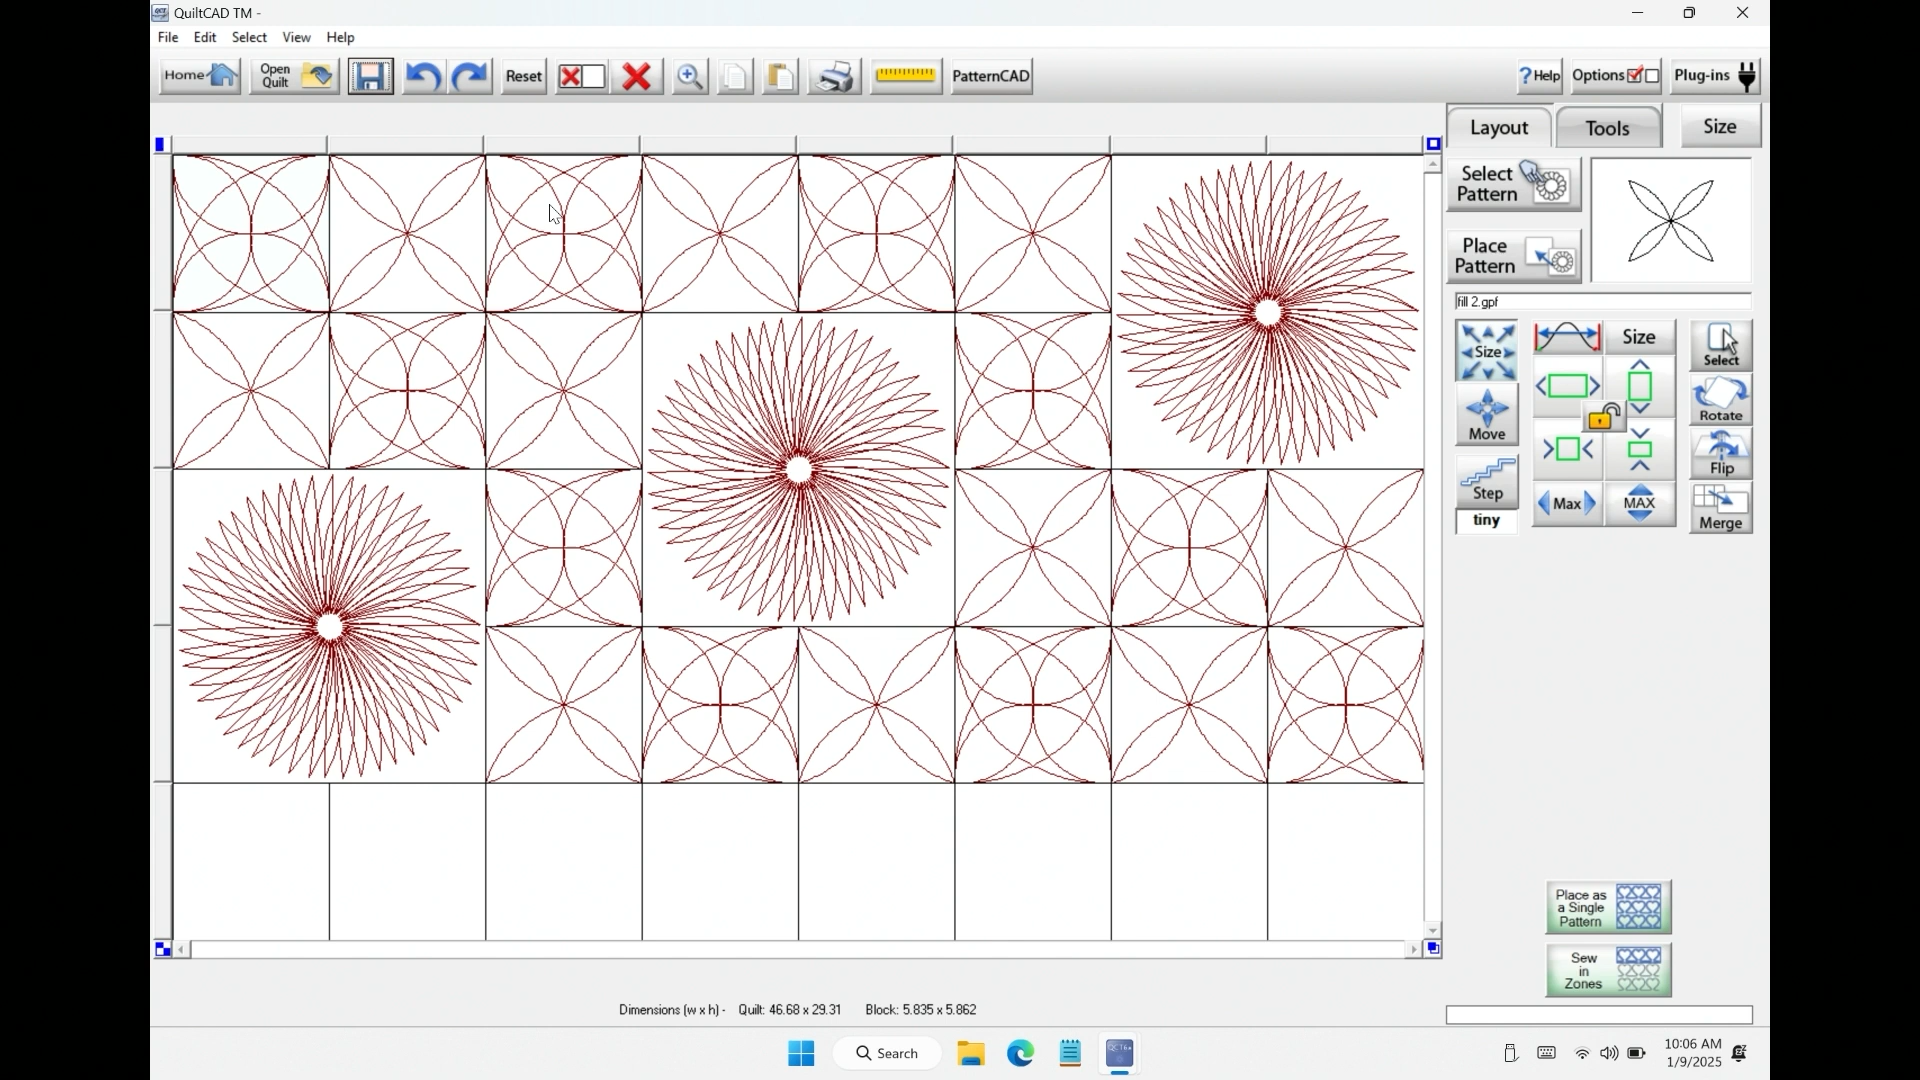 QuiltCAD TM -
File Edit Select View Help
Home
Open
Quilt
Reset
PatternCAD
?Help
Options
Plug-ins
Layout
Tools
Size
Select
Pattern
Place
Pattern
fill 2.gpf
Size
Size
Select
Move
Rotate
Flip
Step
tiny
Max
MAX
Merge
Place as
a Single
Pattern
Sew
in
Zones
Dimensions (w x h) - Quilt: 46.68 x 29.31 Block: 5.835 x 5.862
Search
10:06 AM
1/9/2025